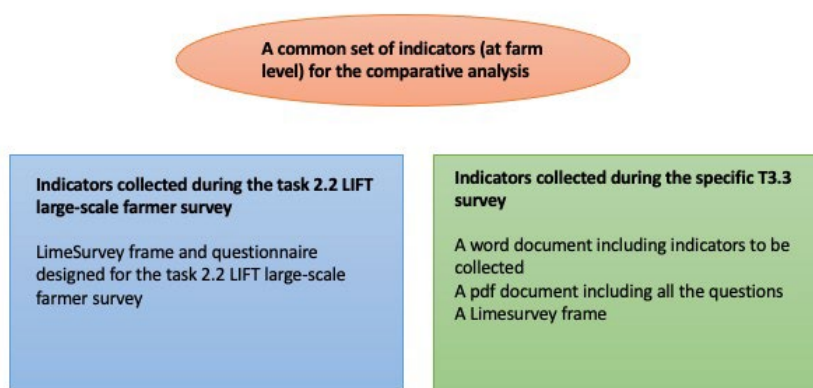 A common set of indicators (at farm
level) for the comparative analysis
Indicators collected during the task 2.2 LIFT
large-scale farmer survey
LimeSurvey frame and questionnaire
designed for the task 2.2 LIFT large-scale
farmer survey
Indicators collected during the specific T3.3
survey
A word document including indicators to be
collected
A pdf document including all the questions
A Limesurvey frame